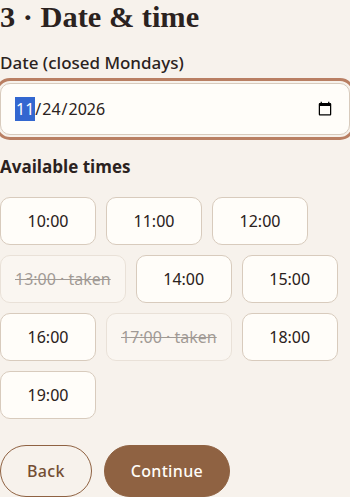 3 · Date & time
Date (closed Mondays)
11/24/2026
Available times
10:00 11:00 12:00
13:00 · taken 14:00 15:00
16:00 17:00 · taken 18:00
19:00
Back Continue